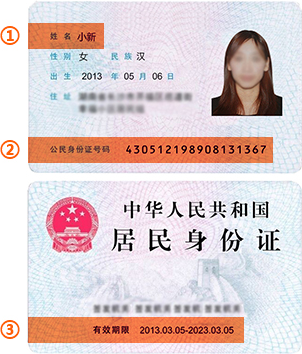 ① 姓名 小新
性别 女 民族 汉
出生 2013 年 05 月 06 日
住址
② 公民身份证号码 430512198908131367
中华人民共和国
居民身份证
③ 有效期限 2013.03.05-2023.03.05